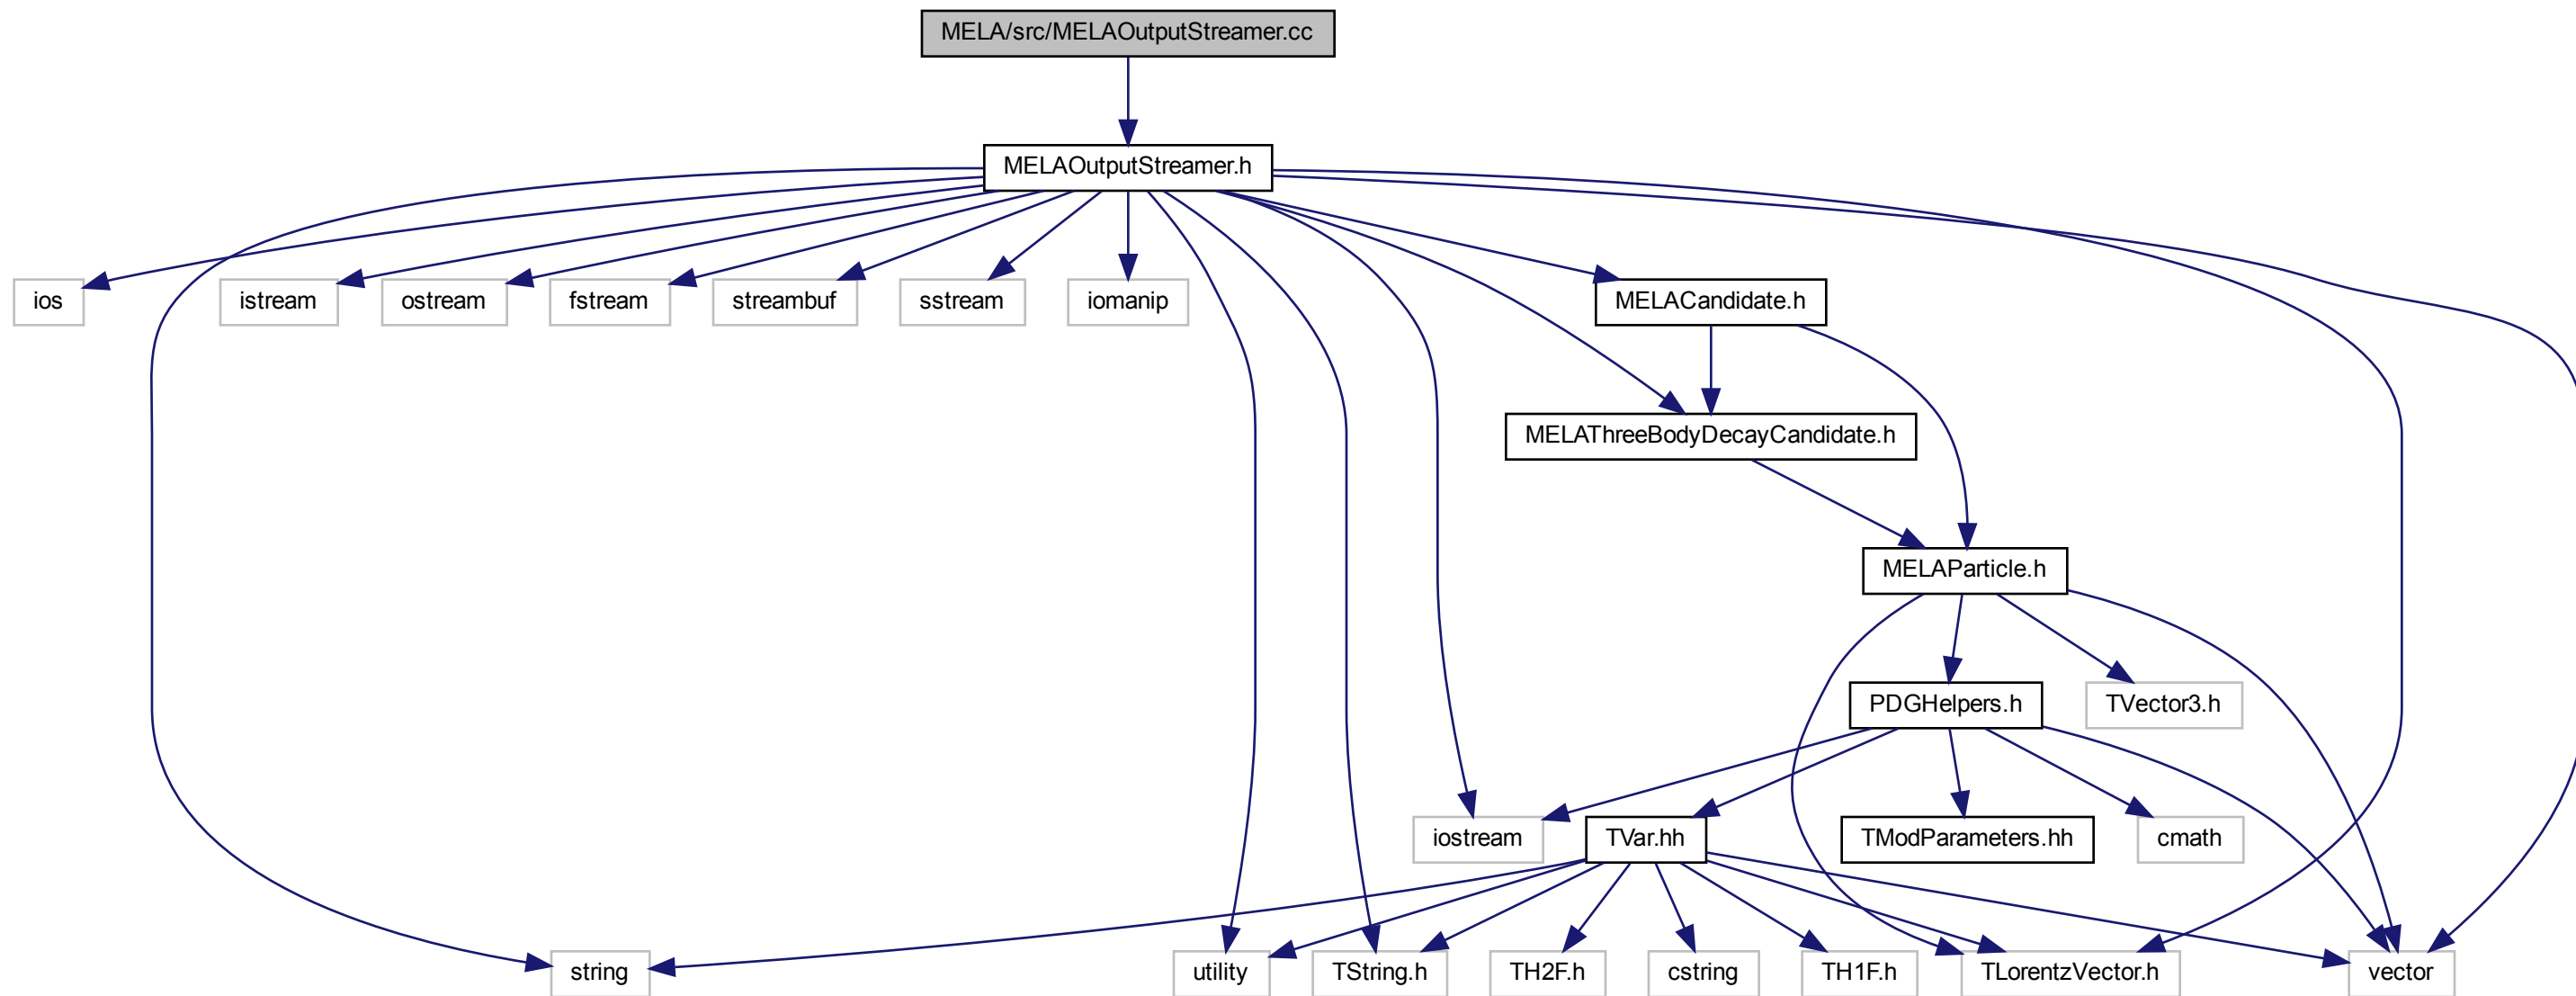 MELA/src/MELAOutputStreamer.cc
MELAOutputStreamer.h
ios
istream
ostream
fstream
streambuf
sstream
iomanip
MELACandidate.h
MELAThreeBodyDecayCandidate.h
MELAParticle.h
PDGHelpers.h
TVector3.h
iostream
TVar.hh
TModParameters.hh
cmath
string
utility
TString.h
TH2F.h
cstring
TH1F.h
TLorentzVector.h
vector